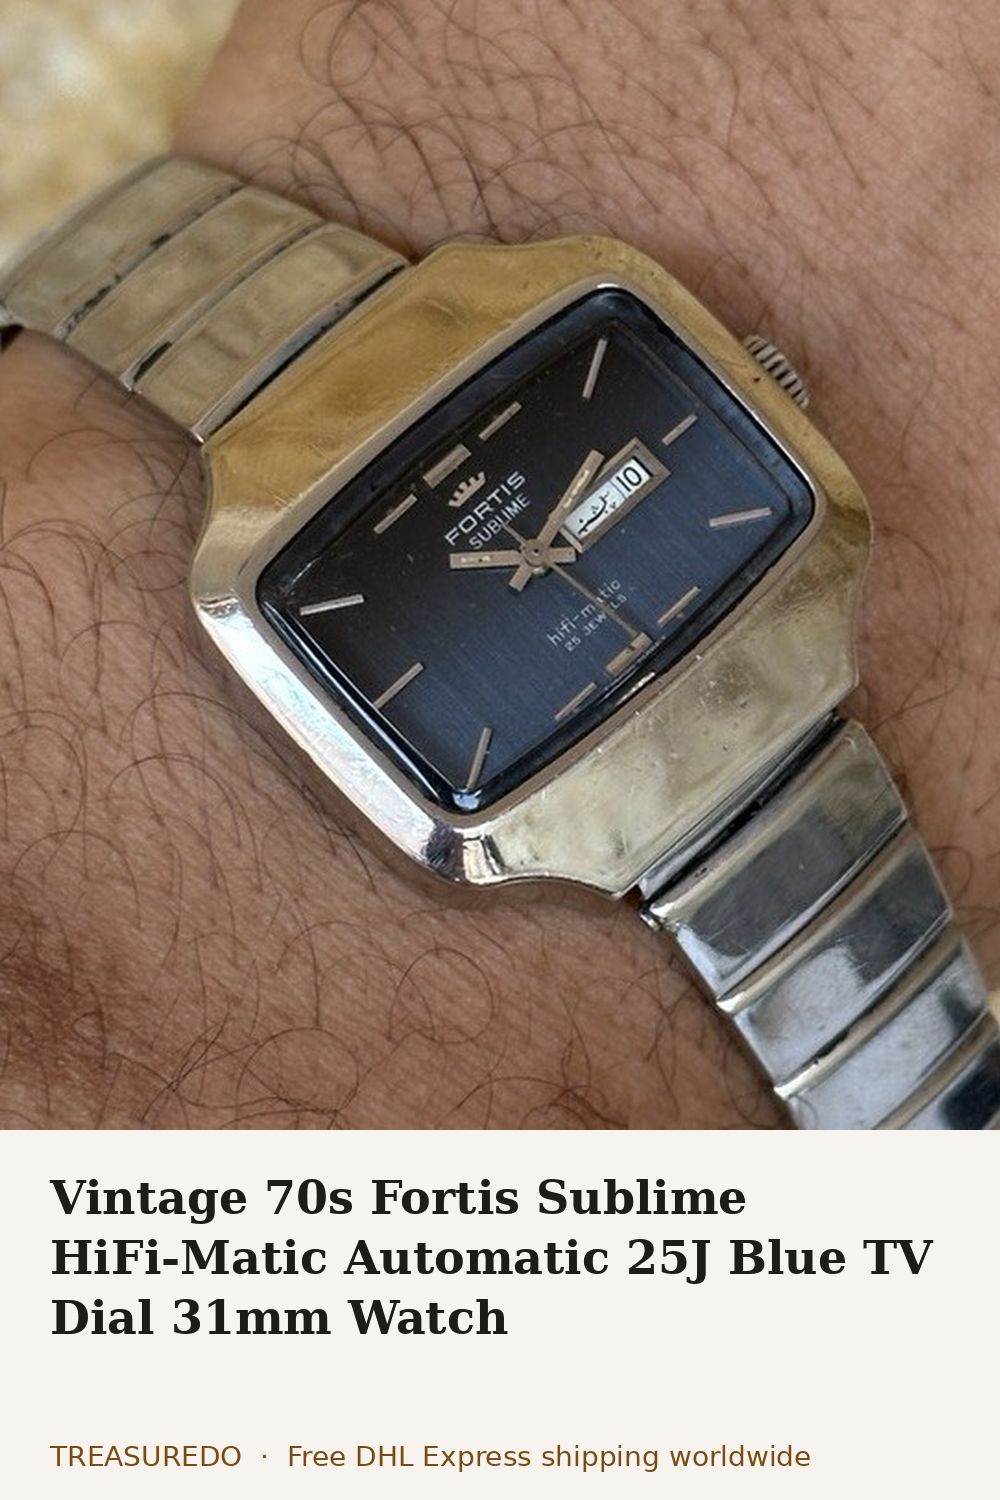 FORTIS
SUBLIME
10
hifi-matic
25 JEWELS
Vintage 70s Fortis Sublime
HiFi-Matic Automatic 25J Blue TV
Dial 31mm Watch
TREASUREDO · Free DHL Express shipping worldwide